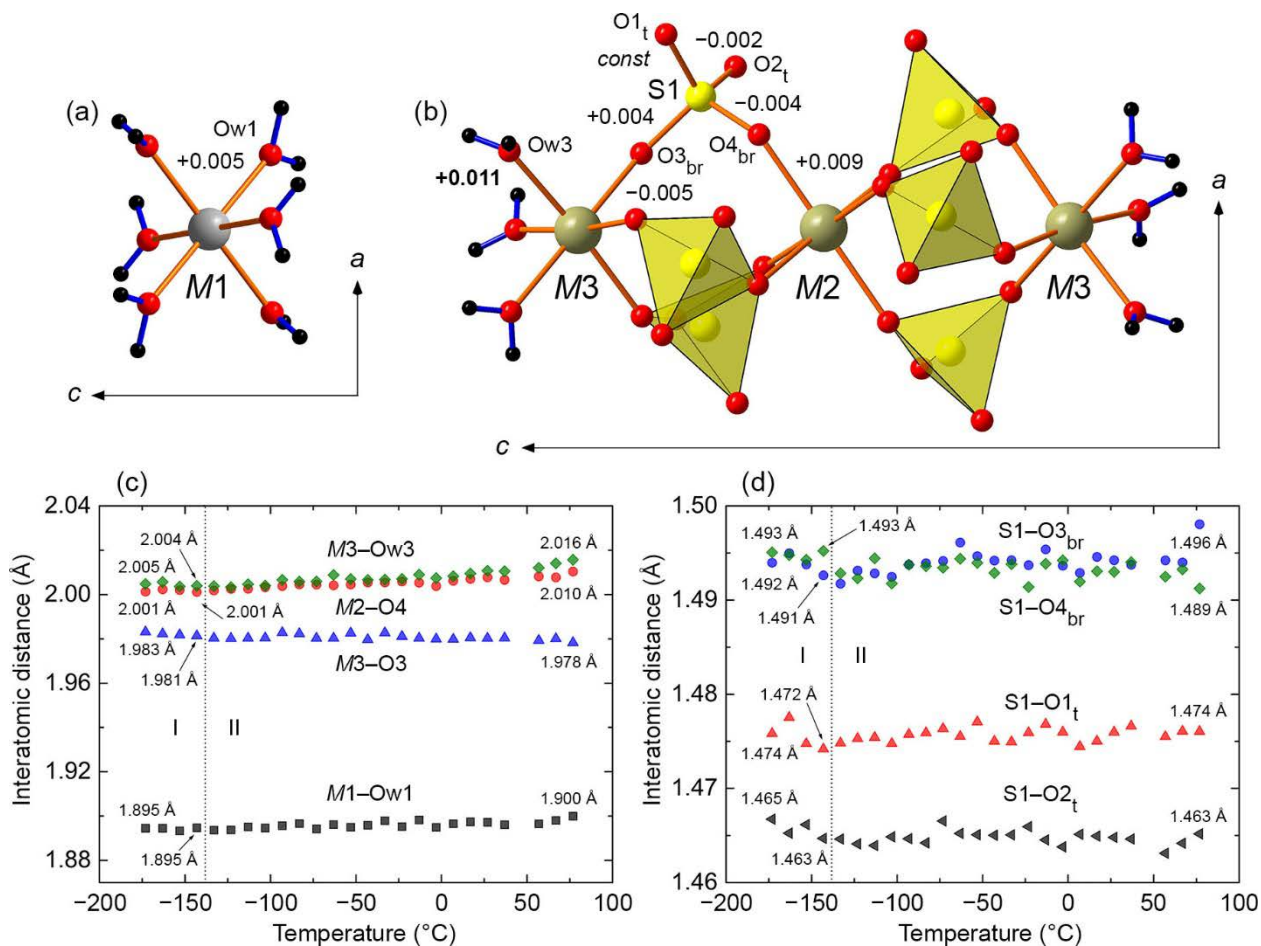 (a)
Ow1
+0.005
M1
a
c
(b)
O1t
const
−0.002
O2t
S1
−0.004
+0.004
O4br
Ow3
O3br
+0.009
+0.011
−0.005
M3
M2
M3
a
c
(c)
Interatomic distance (Å)
2.04
2.00
1.96
1.92
1.88
2.004 Å
M3–Ow3
2.016 Å
2.005 Å
2.001 Å
2.001 Å
M2–O4
2.010 Å
1.983 Å
1.981 Å
M3–O3
1.978 Å
I
II
1.895 Å
M1–Ow1
1.900 Å
1.895 Å
−200
−150
−100
−50
0
50
100
Temperature (°C)
(d)
Interatomic distance (Å)
1.50
1.49
1.48
1.47
1.46
1.493 Å
1.493 Å
S1–O3br
1.496 Å
1.492 Å
1.491 Å
S1–O4br
1.489 Å
I
II
1.472 Å
S1–O1t
1.474 Å
1.474 Å
1.465 Å
S1–O2t
1.463 Å
1.463 Å
−200
−150
−100
−50
0
50
100
Temperature (°C)